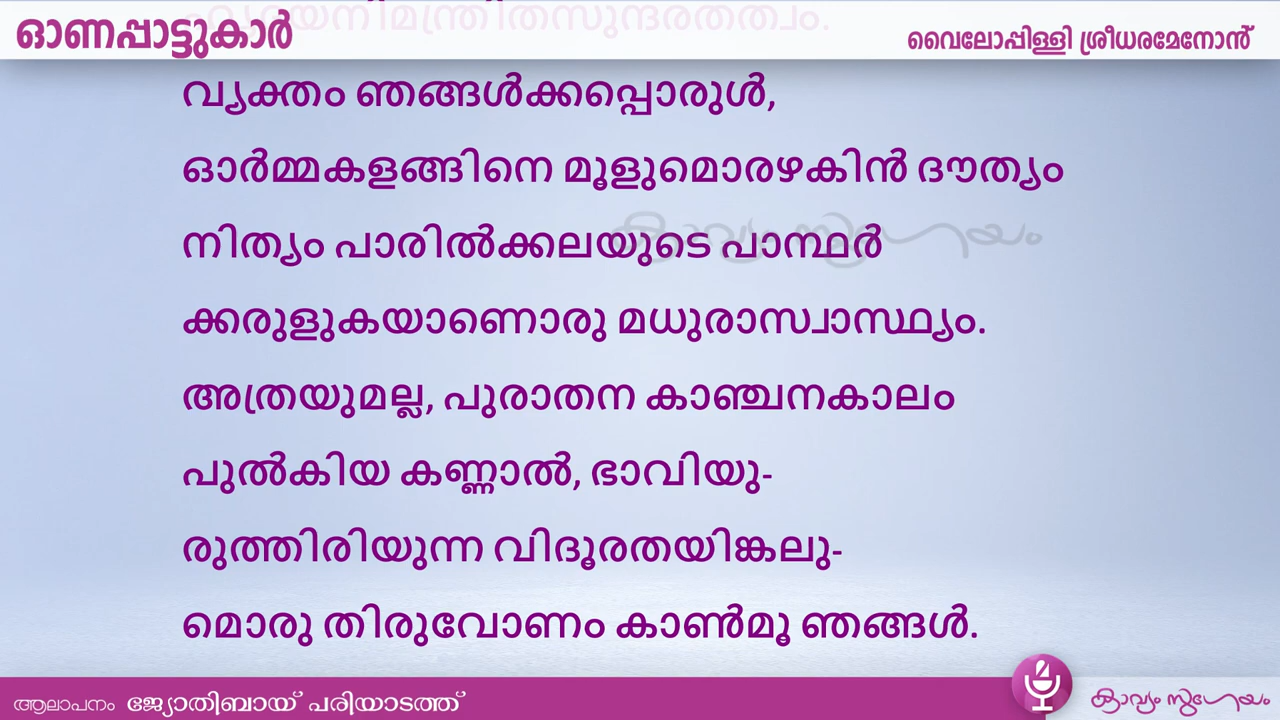 ഓണപ്പാട്ടുകാർ
വൈലോപ്പിള്ളി ശ്രീധരമേനോൻ
വ്യക്തം ഞങ്ങൾക്കപ്പൊരുൾ,
ഓർമ്മകളങ്ങിനെ മൂളുമൊരഴകിൻ ദൗത്യം
നിത്യം പാരിൽക്കലയുടെ പാന്ഥർ
ക്കരുളുകയാണൊരു മധുരാസ്വാസ്ഥ്യം.
അത്രയുമല്ല, പുരാതന കാഞ്ചനകാലം
പുൽകിയ കണ്ണാൽ, ഭാവിയു-
രുത്തിരിയുന്ന വിദൂരതയിങ്കലു-
മൊരു തിരുവോണം കാൺമൂ ഞങ്ങൾ.
ആലാപനം ജ്യോതിബായ് പരിയാടത്ത്
കാവ്യം സുഗേയം